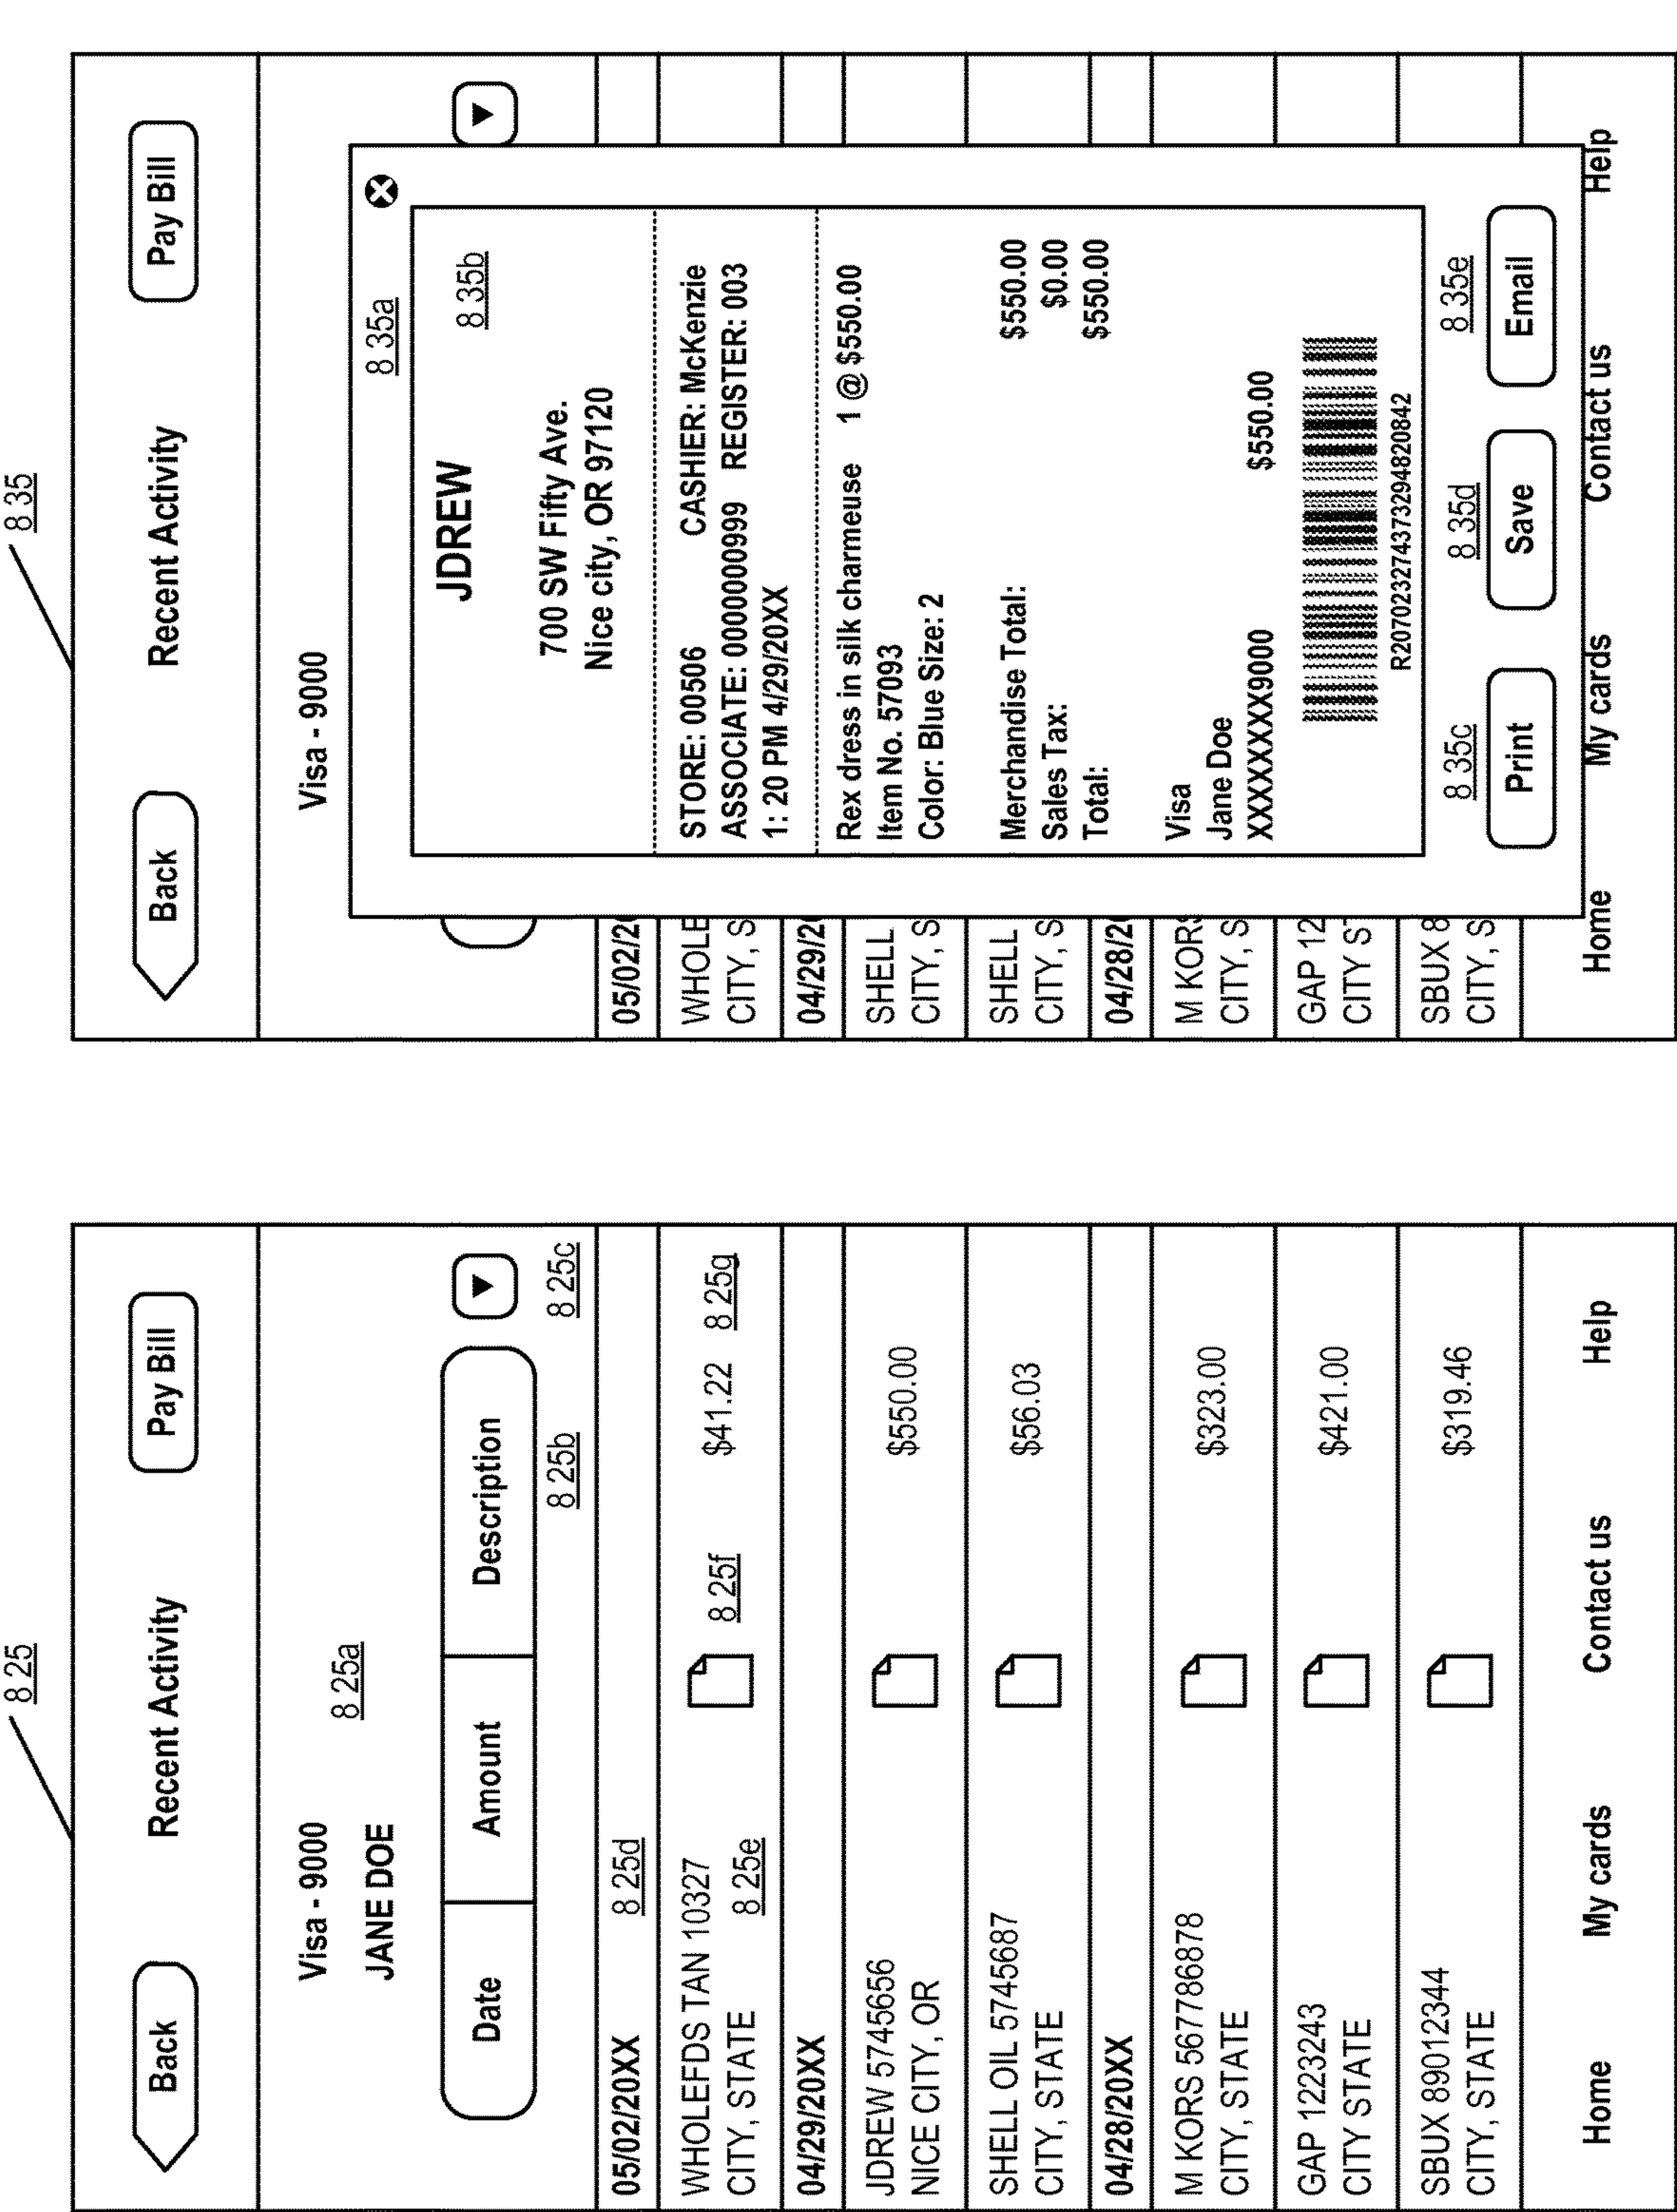 8 25
Back Recent Activity Pay Bill
Visa - 9000
8 25a
JANE DOE
Date Amount Description ▼
8 25b 8 25c
05/02/20XX 8 25d
WHOLEFDS TAN 10327 8 25f $41.22 8 25g
CITY, STATE 8 25e
04/29/20XX
JDREW 5745656 $550.00
NICE CITY, OR
SHELL OIL 5745687 $56.03
CITY, STATE
04/28/20XX
M KORS 567786878 $323.00
CITY, STATE
GAP 1223243 $421.00
CITY STATE
SBUX 89012344 $319.46
CITY, STATE
Home My cards Contact us Help
8 35
Back Recent Activity Pay Bill
Visa - 9000
8 35a
JDREW 8 35b
700 SW Fifty Ave.
Nice city, OR 97120
STORE: 00506 CASHIER: McKenzie
ASSOCIATE: 0000000999 REGISTER: 003
1: 20 PM 4/29/20XX
Rex dress in silk charmeuse 1 @ $550.00
Item No. 57093
Color: Blue Size: 2
Merchandise Total: $550.00
Sales Tax: $0.00
Total: $550.00
Visa
Jane Doe
XXXXXXXX9000 $550.00
R2070232743732948​20842
8 35c 8 35d 8 35e
Print Save Email
05/02/2
WHOLE
CITY, S
04/29/2
SHELL
CITY, S
SHELL
CITY, S
04/28/2
M KORS
CITY, S
GAP 12
CITY ST
SBUX 8
CITY, S
Home My cards Contact us Help